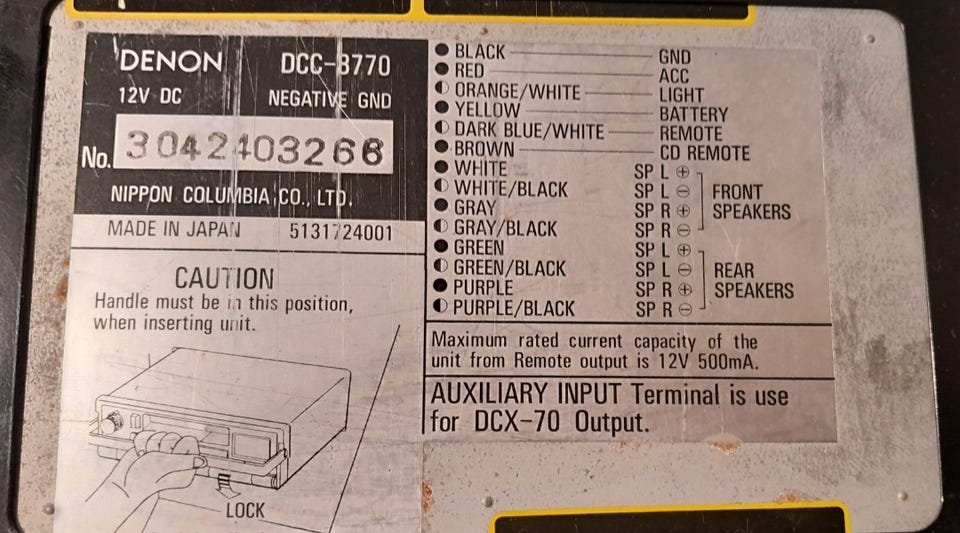 DENON DCC-8770
12V DC NEGATIVE GND
No. 3042403266
NIPPON COLUMBIA CO., LTD.
MADE IN JAPAN 5131724001
CAUTION
Handle must be in this position,
when inserting unit.
LOCK
BLACK GND
RED ACC
ORANGE/WHITE LIGHT
YELLOW BATTERY
DARK BLUE/WHITE REMOTE
BROWN CD REMOTE
WHITE SP L ⊕
WHITE/BLACK SP L ⊖
GRAY SP R ⊕
GRAY/BLACK SP R ⊖
FRONT
SPEAKERS
GREEN SP L ⊕
GREEN/BLACK SP L ⊖
PURPLE SP R ⊕
PURPLE/BLACK SP R ⊖
REAR
SPEAKERS
Maximum rated current capacity of the
unit from Remote output is 12V 500mA.
AUXILIARY INPUT Terminal is use
for DCX-70 Output.